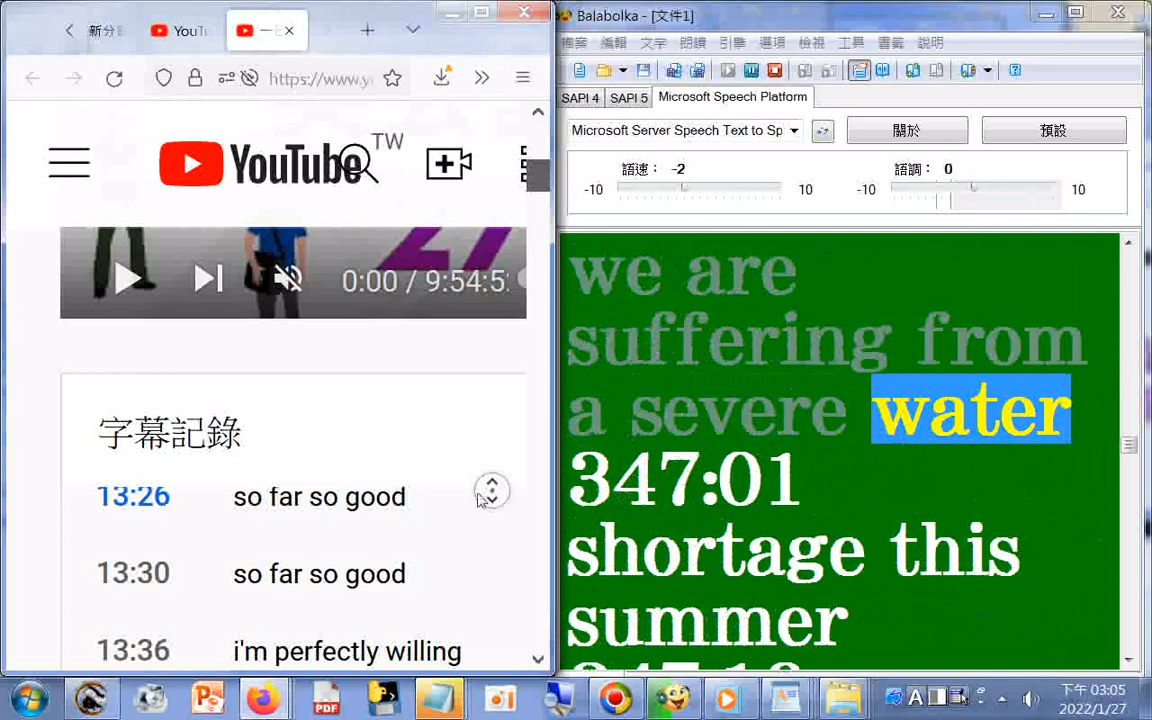 新分
YouT
一
https://www.y
TW
YouTube
27
0:00 / 9:54:5
字幕記錄
13:26 so far so good
13:30 so far so good
13:36 i'm perfectly willing
Balabolka - [文件1]
檔案 編輯 文字 朗讀 引擎 選項 檢視 工具 書籤 說明
SAPI 4 SAPI 5 Microsoft Speech Platform
Microsoft Server Speech Text to Sp
關於 預設
語速： -2 語調： 0
-10 10 -10 10
we are
suffering from
a severe water
347:01
shortage this
summer
PDF
A
下午 03:05
2022/1/27